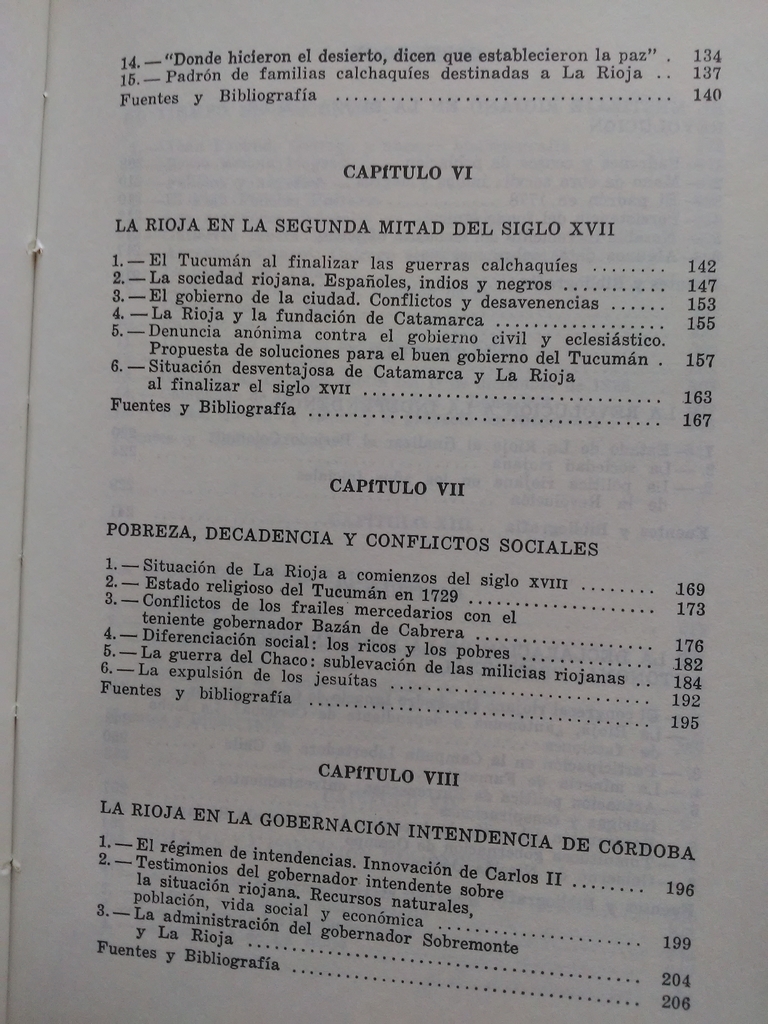 14. — "Donde hicieron el desierto, dicen que establecieron la paz" . 134
15. — Padrón de familias calchaquíes destinadas a La Rioja .. 137
Fuentes y Bibliografía .................................. 140
CAPÍTULO VI
LA RIOJA EN LA SEGUNDA MITAD DEL SIGLO XVII
1. — El Tucumán al finalizar las guerras calchaquíes ........ 142
2. — La sociedad riojana. Españoles, indios y negros ........... 147
3. — El gobierno de la ciudad. Conflictos y desavenencias ...... 153
4. — La Rioja y la fundación de Catamarca .................. 155
5. — Denuncia anónima contra el gobierno civil y eclesiástico.
Propuesta de soluciones para el buen gobierno del Tucumán . 157
6. — Situación desventajosa de Catamarca y La Rioja
al finalizar el siglo XVII ................................ 163
Fuentes y Bibliografía ..................................... 167
CAPÍTULO VII
POBREZA, DECADENCIA Y CONFLICTOS SOCIALES
1. — Situación de La Rioja a comienzos del siglo XVIII ........ 169
2. — Estado religioso del Tucumán en 1729 .................... 173
3. — Conflictos de los frailes mercedarios con el
teniente gobernador Bazán de Cabrera .................... 176
4. — Diferenciación social: los ricos y los pobres .............. 182
5. — La guerra del Chaco: sublevación de las milicias riojanas .. 184
6. — La expulsión de los jesuítas ............................. 192
Fuentes y bibliografía ..................................... 195
CAPÍTULO VIII
LA RIOJA EN LA GOBERNACIÓN INTENDENCIA DE CÓRDOBA
1. — El régimen de intendencias. Innovación de Carlos II ........ 196
2. — Testimonios del gobernador intendente sobre
la situación riojana. Recursos naturales,
población, vida social y económica ...................... 199
3. — La administración del gobernador Sobremonte
y La Rioja ........................................... 204
Fuentes y Bibliografía ..................................... 206